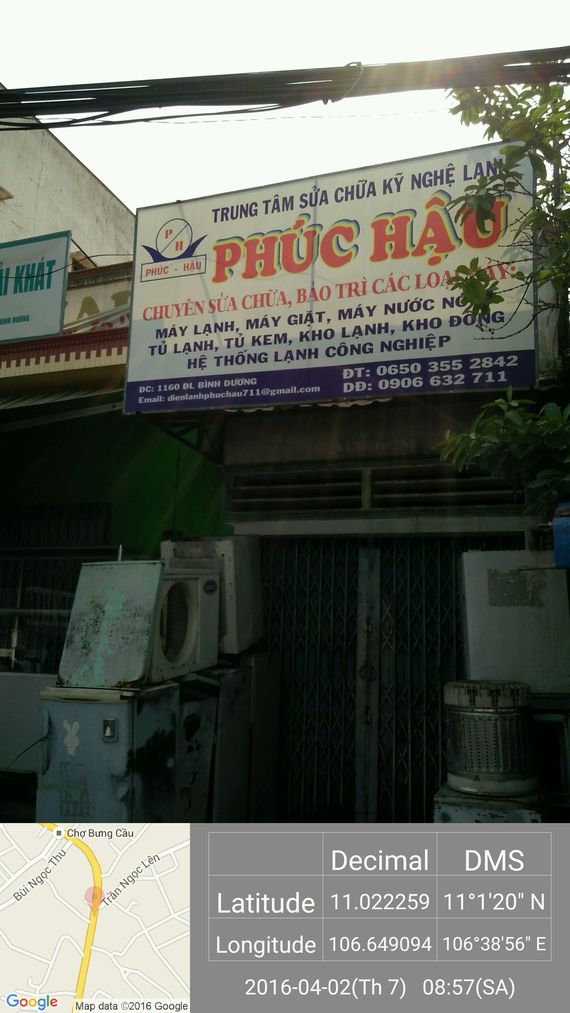 TRUNG TÂM SỬA CHỮA KỸ NGHỆ LẠNH
P H
PHÚC - HẬU
PHÚC HẬU
CHUYÊN SỬA CHỮA, BẢO TRÌ CÁC LOẠI MÁY:
MÁY LẠNH, MÁY GIẶT, MÁY NƯỚC NÓNG
TỦ LẠNH, TỦ KEM, KHO LẠNH, KHO ĐÔNG
HỆ THỐNG LẠNH CÔNG NGHIỆP
ĐC: 1160 ĐL BÌNH DƯƠNG
Email: dienlanhphuchau711@gmail.com
ĐT: 0650 355 2842
DĐ: 0906 632 711
KHÁT
DƯƠNG
Chợ Bưng Cầu
Bùi Ngọc Thu
Trần Ngọc Lên
Google
Map data ©2016 Google
Decimal DMS
Latitude 11.022259 11°1'20" N
Longitude 106.649094 106°38'56" E
2016-04-02(Th 7) 08:57(SA)